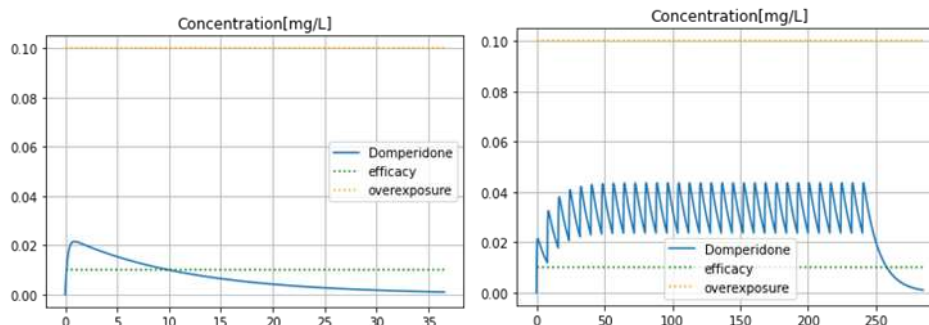 Concentration[mg/L]
0.10
0.08
0.06
0.04
0.02
0.00
0 5 10 15 20 25 30 35
Domperidone
efficacy
overexposure
Concentration[mg/L]
0.10
0.08
0.06
0.04
0.02
0.00
0 50 100 150 200 250
Domperidone
efficacy
overexposure